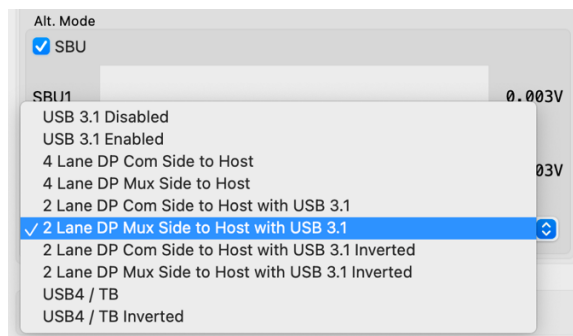 Alt. Mode
SBU
SBU1 0.003V
USB 3.1 Disabled
USB 3.1 Enabled
4 Lane DP Com Side to Host
03V
4 Lane DP Mux Side to Host
2 Lane DP Com Side to Host with USB 3.1
✓ 2 Lane DP Mux Side to Host with USB 3.1
2 Lane DP Com Side to Host with USB 3.1 Inverted
2 Lane DP Mux Side to Host with USB 3.1 Inverted
USB4 / TB
USB4 / TB Inverted